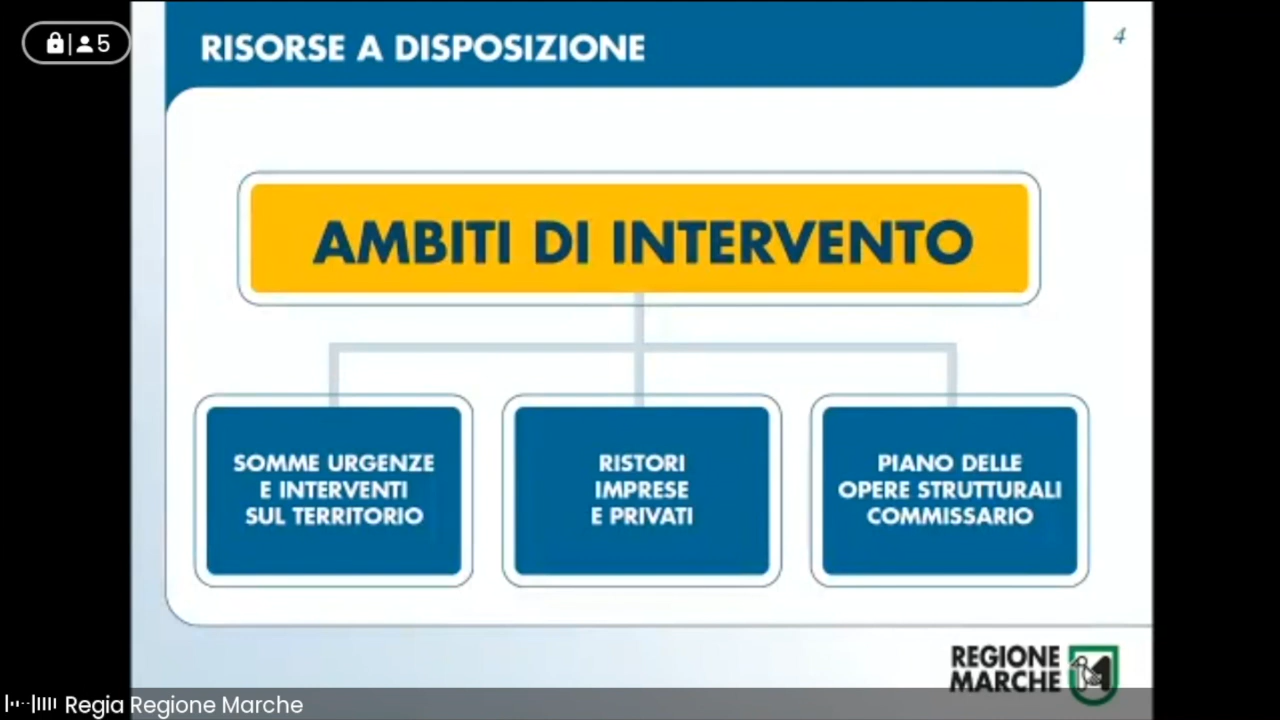 5
RISORSE A DISPOSIZIONE
4
AMBITI DI INTERVENTO
SOMME URGENZE
E INTERVENTI
SUL TERRITORIO
RISTORI
IMPRESE
E PRIVATI
PIANO DELLE
OPERE STRUTTURALI
COMMISSARIO
REGIONE
MARCHE
Regia Regione Marche